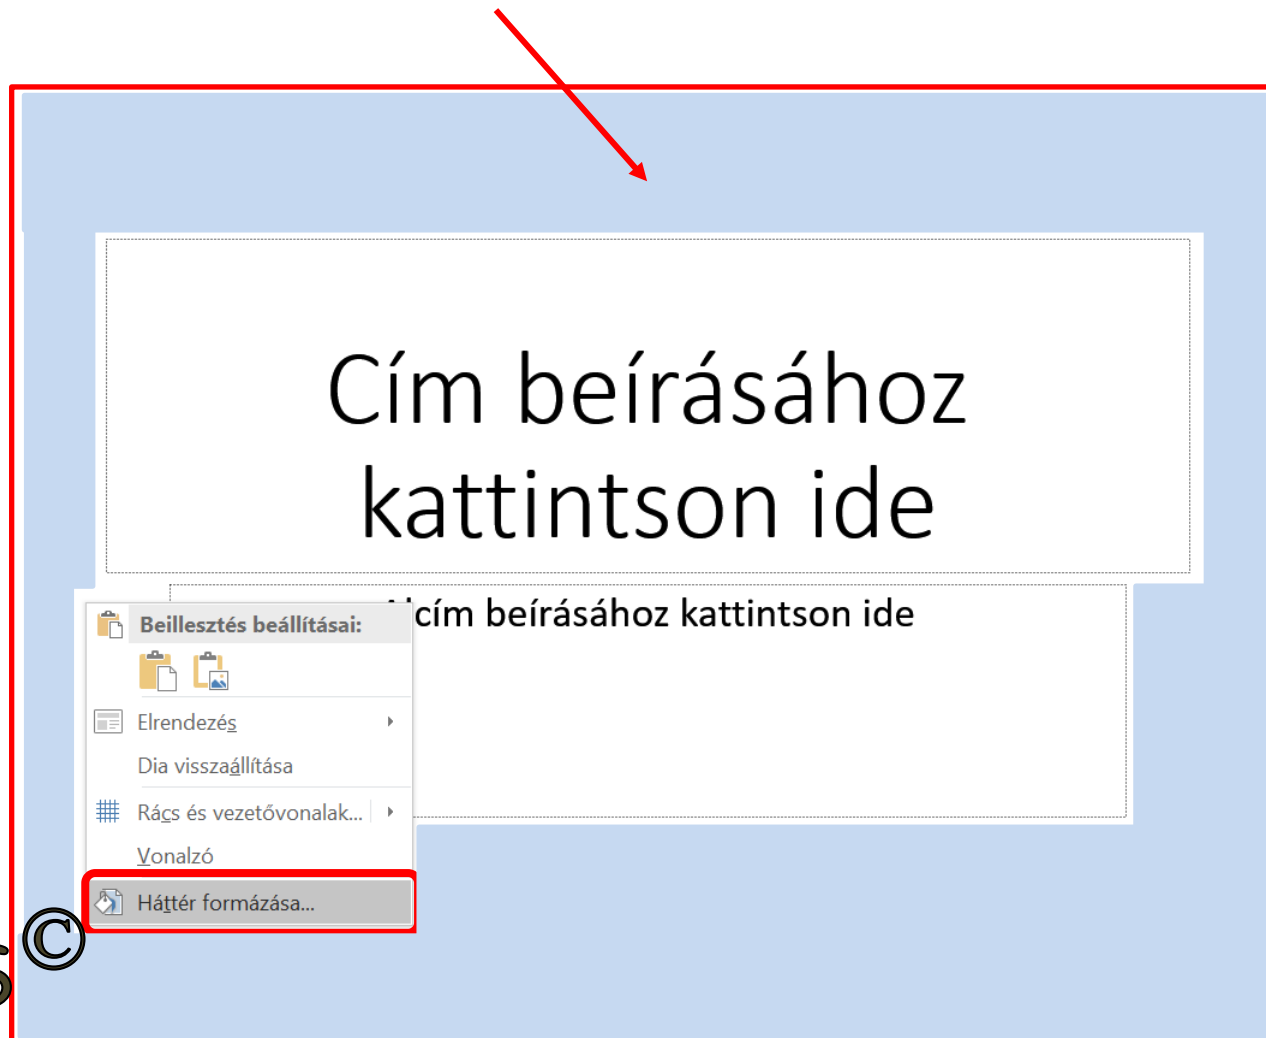 Cím beírásához
kattintson ide
cím beírásához kattintson ide
Beillesztés beállításai:
Elrendezés
Dia visszaállítása
Rács és vezetővonalak...
Vonalzó
Háttér formázása...
©